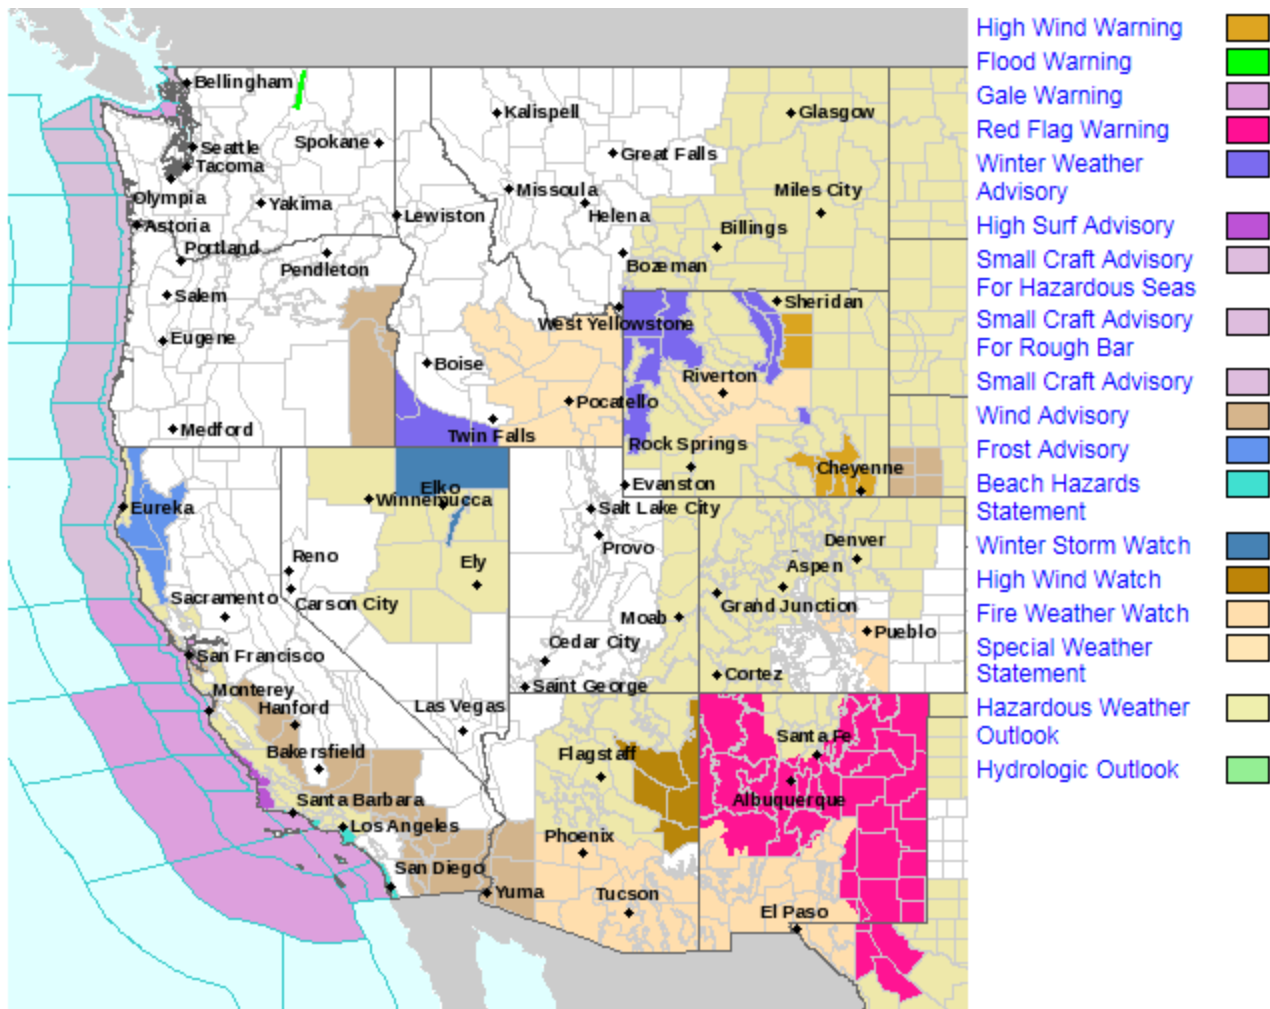 Bellingham
Kalispell
Glasgow
Spokane
Seattle
Great Falls
Tacoma
Olympia
Missoula
Miles City
Yakima
Helena
Lewiston
Astoria
Billings
Portland
Pendleton
Bozeman
Salem
Sheridan
West Yellowstone
Eugene
Boise
Riverton
Pocatello
Medford
Twin Falls
Rock Springs
Cheyenne
Elko
Evanston
Winnemucca
Eureka
Salt Lake City
Provo
Denver
Reno
Ely
Aspen
Sacramento
Carson City
Grand Junction
Moab
Pueblo
Cedar City
San Francisco
Cortez
Saint George
Monterey
Hanford
Las Vegas
Santa Fe
Bakersfield
Flagstaff
Santa Barbara
Albuquerque
Los Angeles
Phoenix
San Diego
Yuma
Tucson
El Paso
High Wind Warning
Flood Warning
Gale Warning
Red Flag Warning
Winter Weather
Advisory
High Surf Advisory
Small Craft Advisory
For Hazardous Seas
Small Craft Advisory
For Rough Bar
Small Craft Advisory
Wind Advisory
Frost Advisory
Beach Hazards
Statement
Winter Storm Watch
High Wind Watch
Fire Weather Watch
Special Weather
Statement
Hazardous Weather
Outlook
Hydrologic Outlook